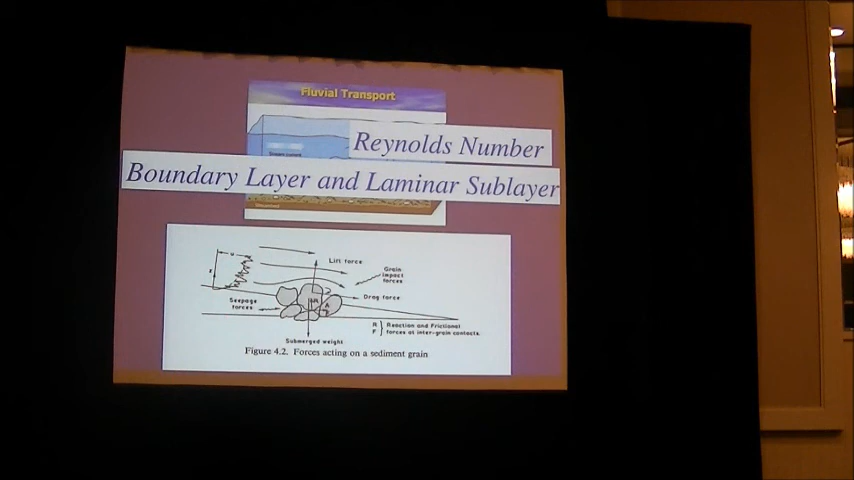 Fluvial Transport
Reynolds Number
Boundary Layer and Laminar Sublayer
Lift force
Grain
impact
forces
Drag force
Seepage
forces
R
F
Reaction and Frictional
forces at inter-grain contacts.
Submerged weight
Figure 4.2. Forces acting on a sediment grain